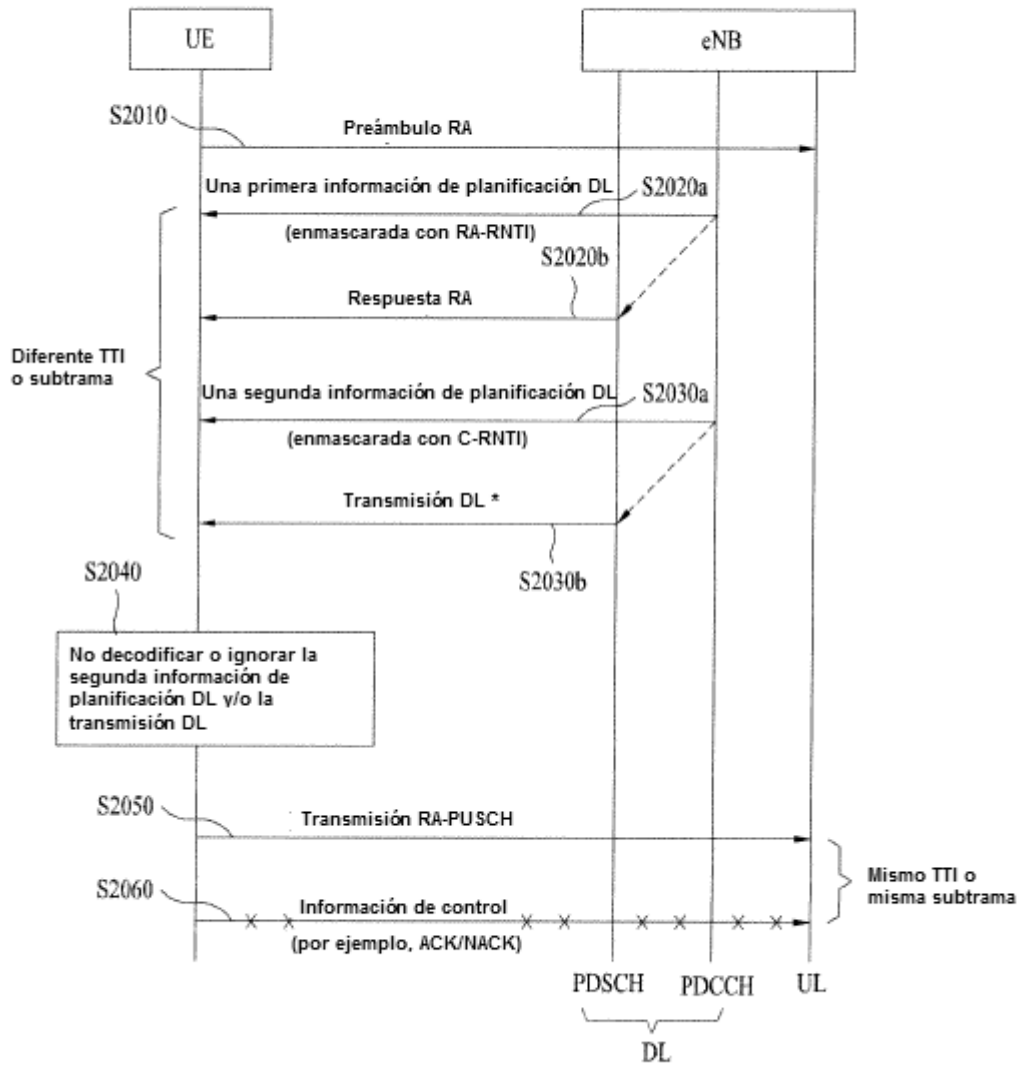 UE
eNB
S2010
Preámbulo RA
Una primera información de planificación DL
S2020a
(enmascarada con RA-RNTI)
S2020b
Respuesta RA
Diferente TTI
o subtrama
Una segunda información de planificación DL
S2030a
(enmascarada con C-RNTI)
Transmisión DL *
S2030b
S2040
No decodificar o ignorar la
segunda información de
planificación DL y/o la
transmisión DL
S2050
Transmisión RA-PUSCH
Mismo TTI o
misma subtrama
S2060
Información de control
(por ejemplo, ACK/NACK)
PDSCH
PDCCH
UL
DL